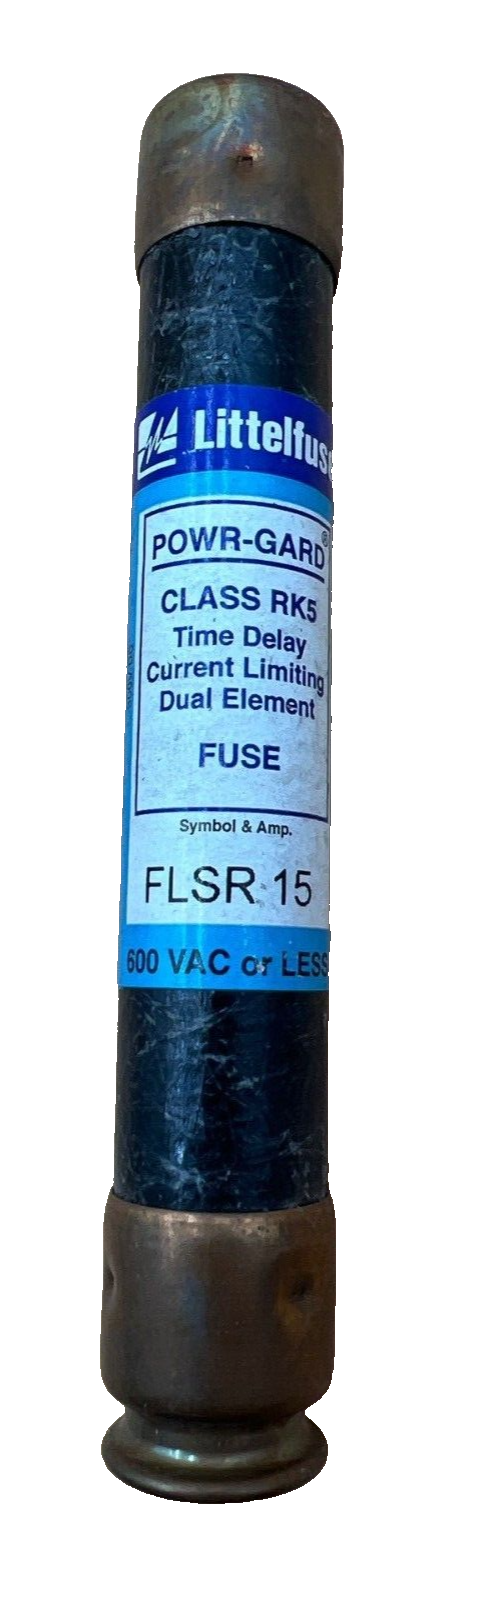 Littelfuse
POWR-GARD®
CLASS RK5
Time Delay
Current Limiting
Dual Element
FUSE
Symbol & Amp.
FLSR 15
600 VAC or LESS